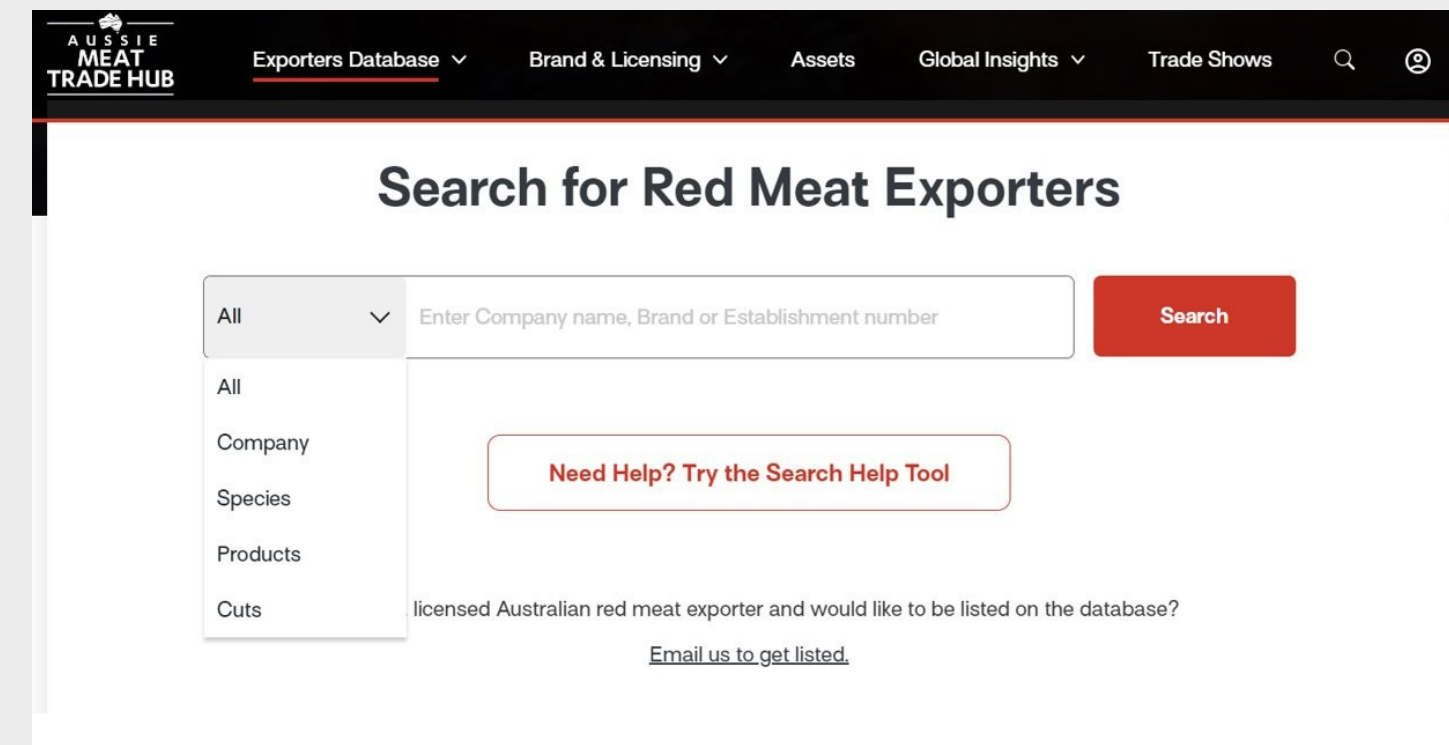 AUSSIE
MEAT
TRADE HUB
Exporters Database
Brand & Licensing
Assets
Global Insights
Trade Shows
Search for Red Meat Exporters
All
Enter Company name, Brand or Establishment number
Search
All
Company
Need Help? Try the Search Help Tool
Species
Products
Cuts
licensed Australian red meat exporter and would like to be listed on the database?
Email us to get listed.